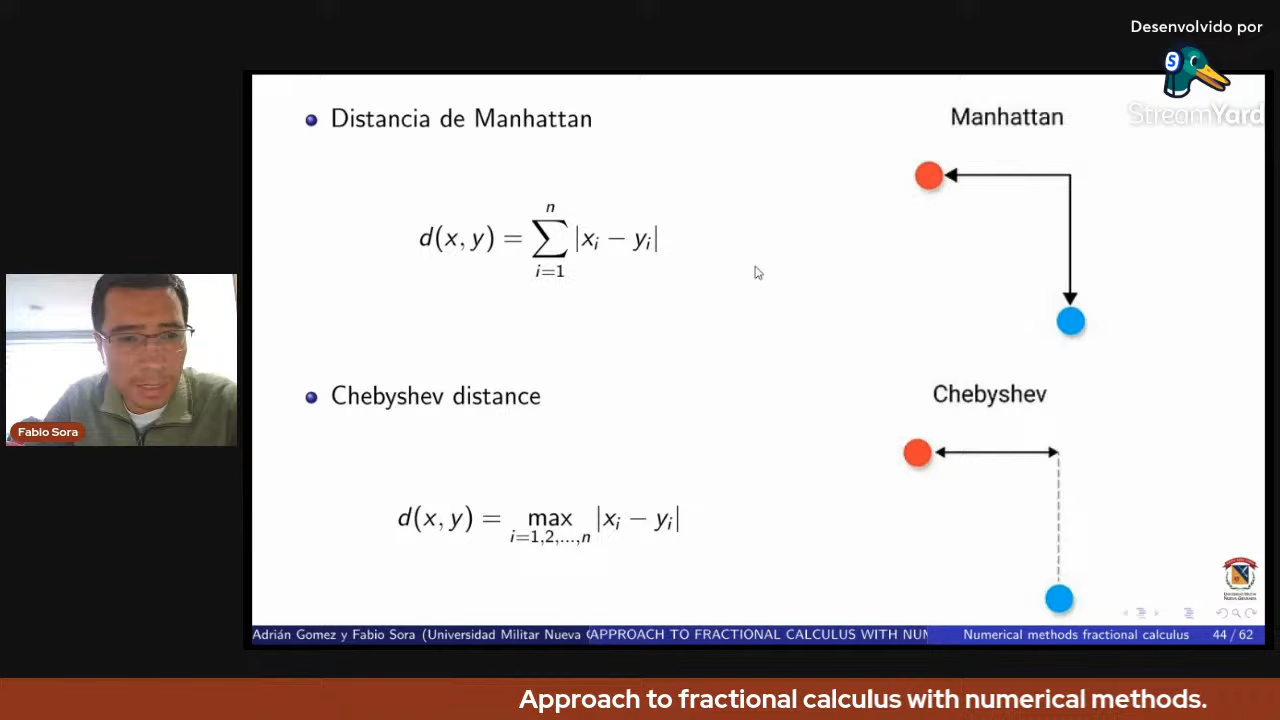 Desenvolvido por
StreamYard
Distancia de Manhattan
Manhattan
d(x, y) = ∑_{i=1}^{n} |x_i − y_i|
Chebyshev distance
Chebyshev
d(x, y) = max_{i=1,2,...,n} |x_i − y_i|
Fabio Sora
Adrián Gomez y Fabio Sora (Universidad Militar Nueva G
APPROACH TO FRACTIONAL CALCULUS WITH NUM
Numerical methods fractional calculus
44 / 62
Approach to fractional calculus with numerical methods.